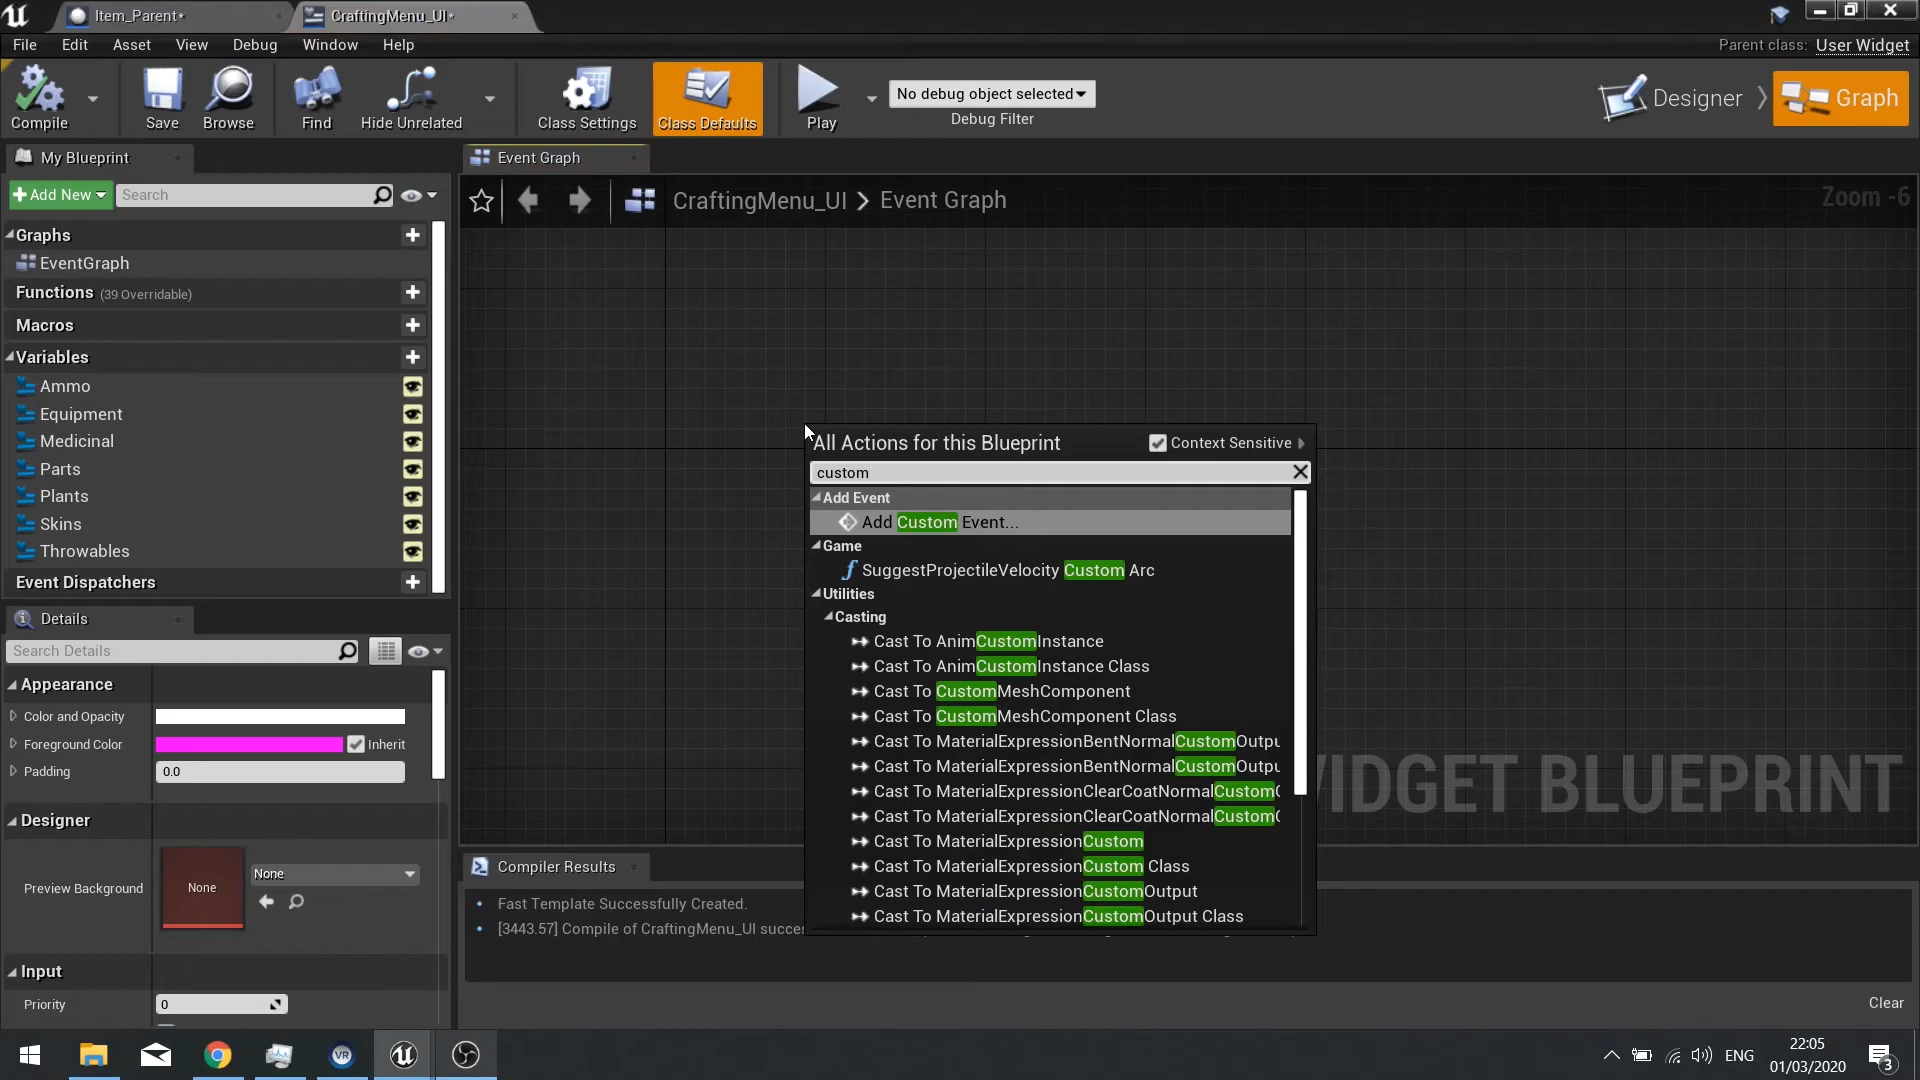 Item_Parent*
CraftingMenu_UI*
File Edit Asset View Debug Window Help
Parent class: User Widget
Compile
Save
Browse
Find
Hide Unrelated
Class Settings
Class Defaults
Play
No debug object selected
Debug Filter
Designer
Graph
My Blueprint
Event Graph
Add New
Search
CraftingMenu_UI > Event Graph
Zoom -6
Graphs
EventGraph
Functions (39 Overridable)
Macros
Variables
Ammo
Equipment
Medicinal
Parts
Plants
Skins
Throwables
Event Dispatchers
Details
Search Details
Appearance
Color and Opacity
Foreground Color
Inherit
Padding
0.0
Designer
Preview Background
None
None
Input
Priority
0
All Actions for this Blueprint
Context Sensitive
custom
Add Event
Add Custom Event...
Game
SuggestProjectileVelocity Custom Arc
Utilities
Casting
Cast To AnimCustomInstance
Cast To AnimCustomInstance Class
Cast To CustomMeshComponent
Cast To CustomMeshComponent Class
Cast To MaterialExpressionBentNormalCustomOutpu
Cast To MaterialExpressionBentNormalCustomOutpu
Cast To MaterialExpressionClearCoatNormalCustomO
Cast To MaterialExpressionClearCoatNormalCustomO
Cast To MaterialExpressionCustom
Cast To MaterialExpressionCustom Class
Cast To MaterialExpressionCustomOutput
Cast To MaterialExpressionCustomOutput Class
WIDGET BLUEPRINT
Compiler Results
Fast Template Successfully Created.
[3443.57] Compile of CraftingMenu_UI succes
Clear
VR
ENG
22:05
01/03/2020
3